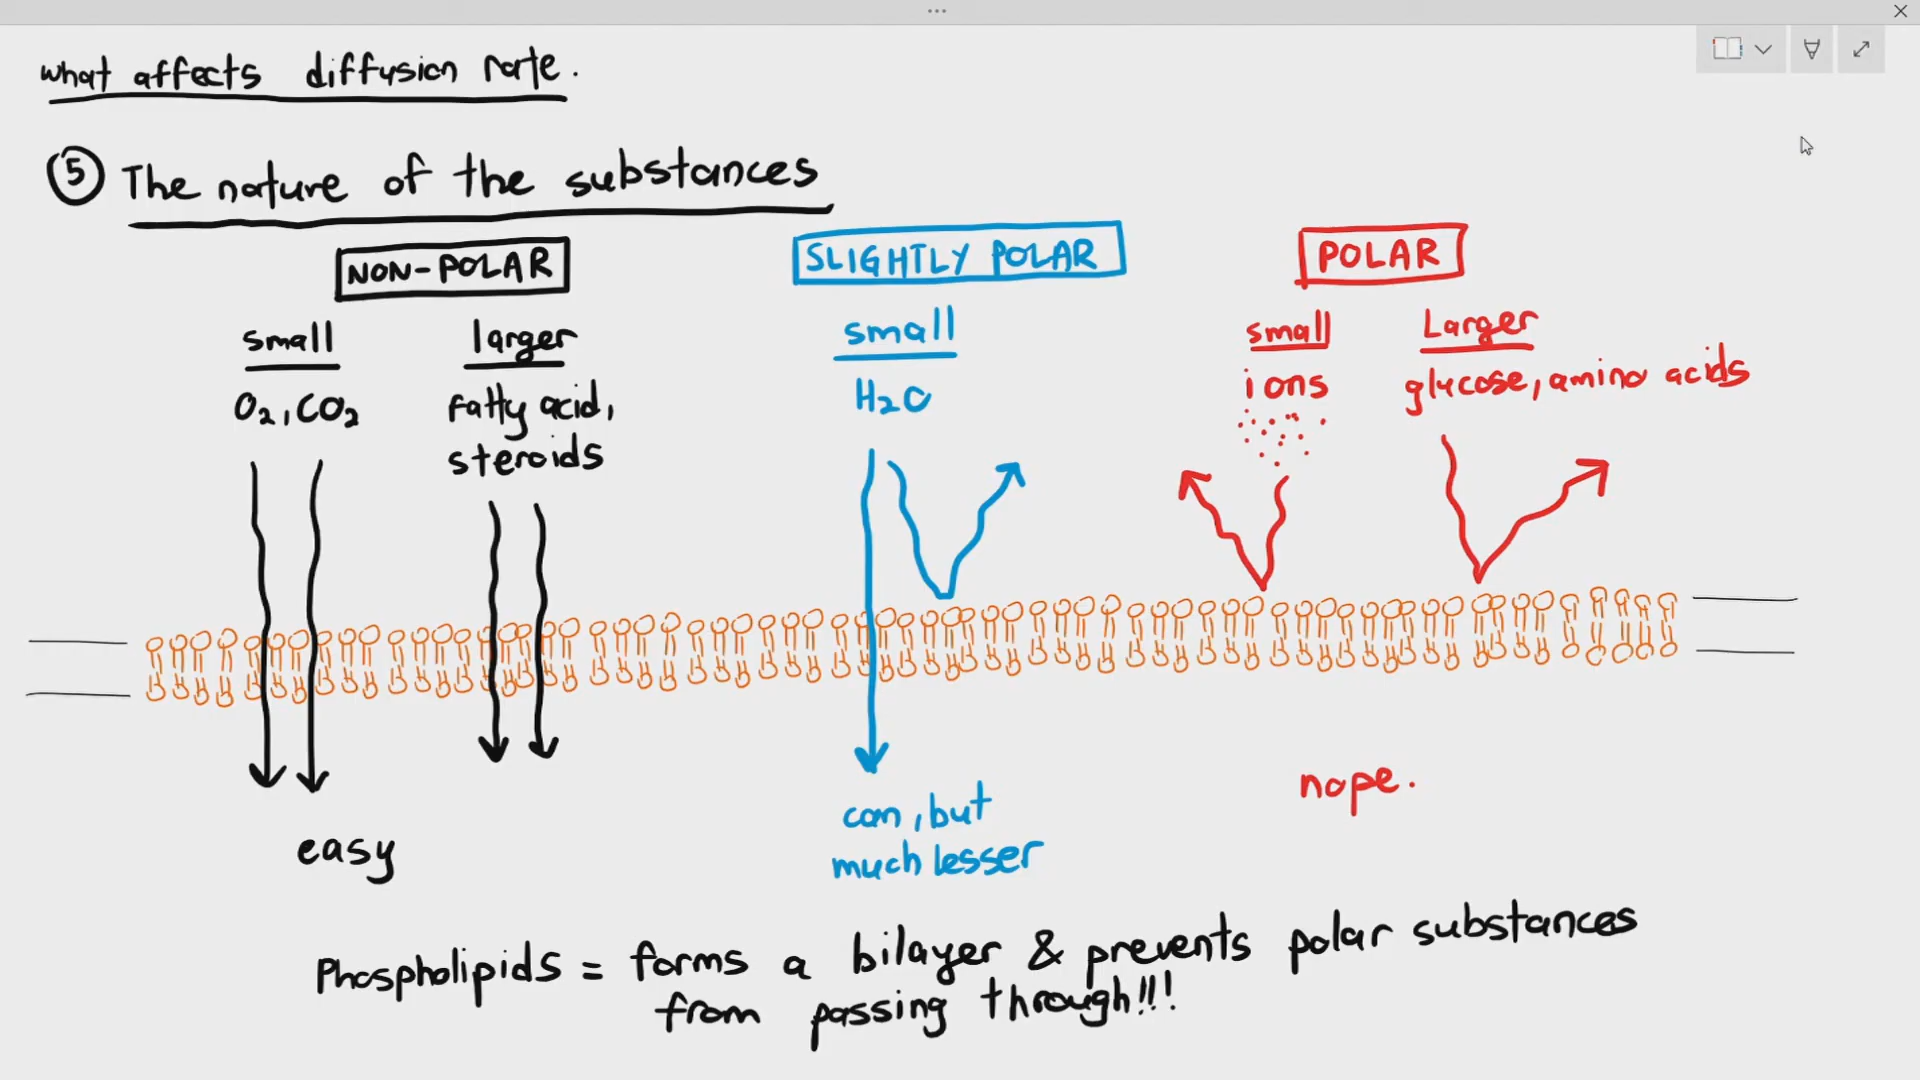 what affects diffusion rate.
5 The nature of the substances
NON-POLAR
small
O2, CO2
larger
fatty acid,
steroids
easy
SLIGHTLY POLAR
small
H2O
can, but
much lesser
POLAR
small
ions
Larger
glucose, amino acids
nope.
Phospholipids = forms a bilayer & prevents polar substances
from passing through!!!